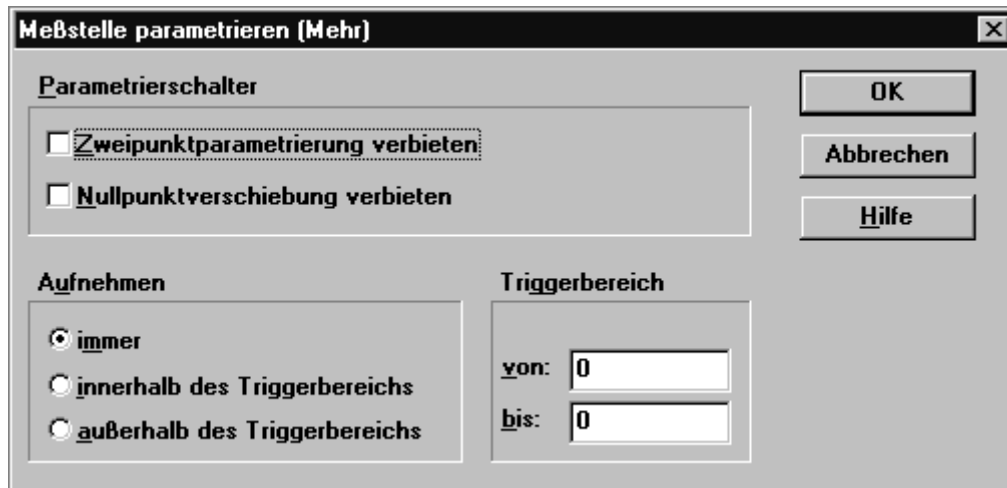 Meßstelle parametrieren (Mehr)
Parametrierschalter
Zweipunktparametrierung verbieten
Nullpunktverschiebung verbieten
OK
Abbrechen
Hilfe
Aufnehmen
immer
innerhalb des Triggerbereichs
außerhalb des Triggerbereichs
Triggerbereich
von: 0
bis: 0